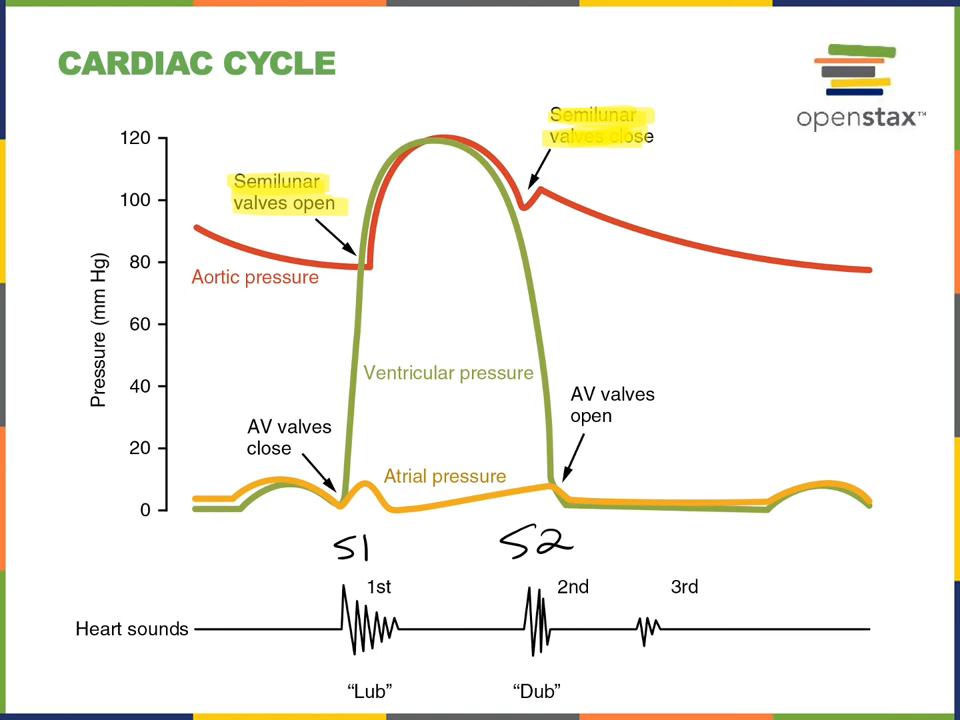 CARDIAC CYCLE
openstax™
Semilunar
valves close
120
Semilunar
valves open
100
80
Aortic pressure
Pressure (mm Hg)
60
Ventricular pressure
40
AV valves
open
AV valves
close
20
Atrial pressure
0
S1
S2
1st
2nd
3rd
Heart sounds
“Lub”
“Dub”